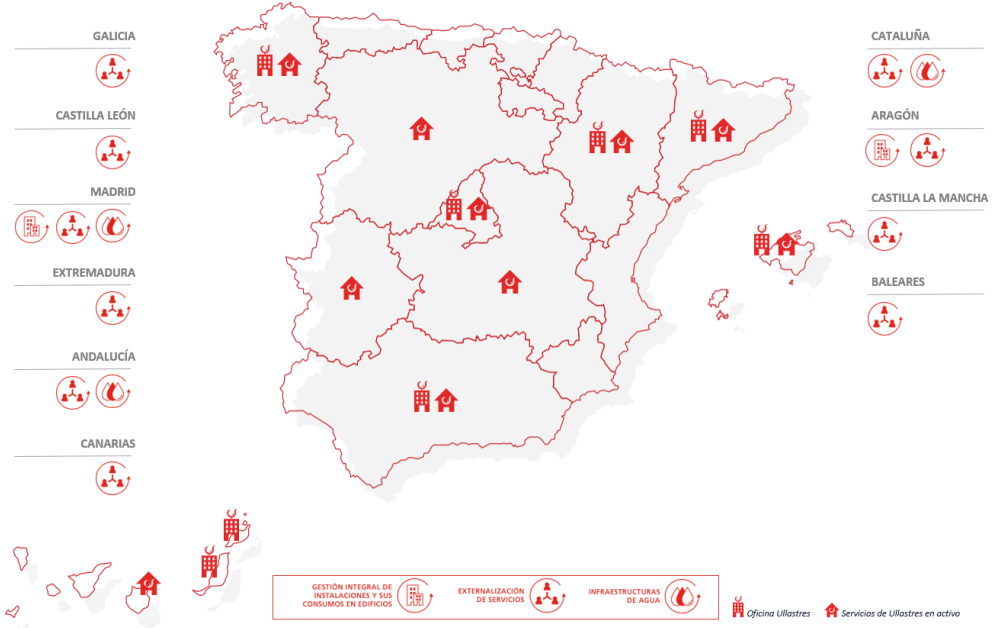 GALICIA
CASTILLA LEÓN
MADRID
EXTREMADURA
ANDALUCÍA
CANARIAS
CATALUÑA
ARAGÓN
CASTILLA LA MANCHA
BALEARES
GESTIÓN INTEGRAL DE
INSTALACIONES Y SUS
CONSUMOS EN EDIFICIOS
EXTERNALIZACIÓN
DE SERVICIOS
INFRAESTRUCTURAS
DE AGUA
Oficina Ullastres
Servicios de Ullastres en activo